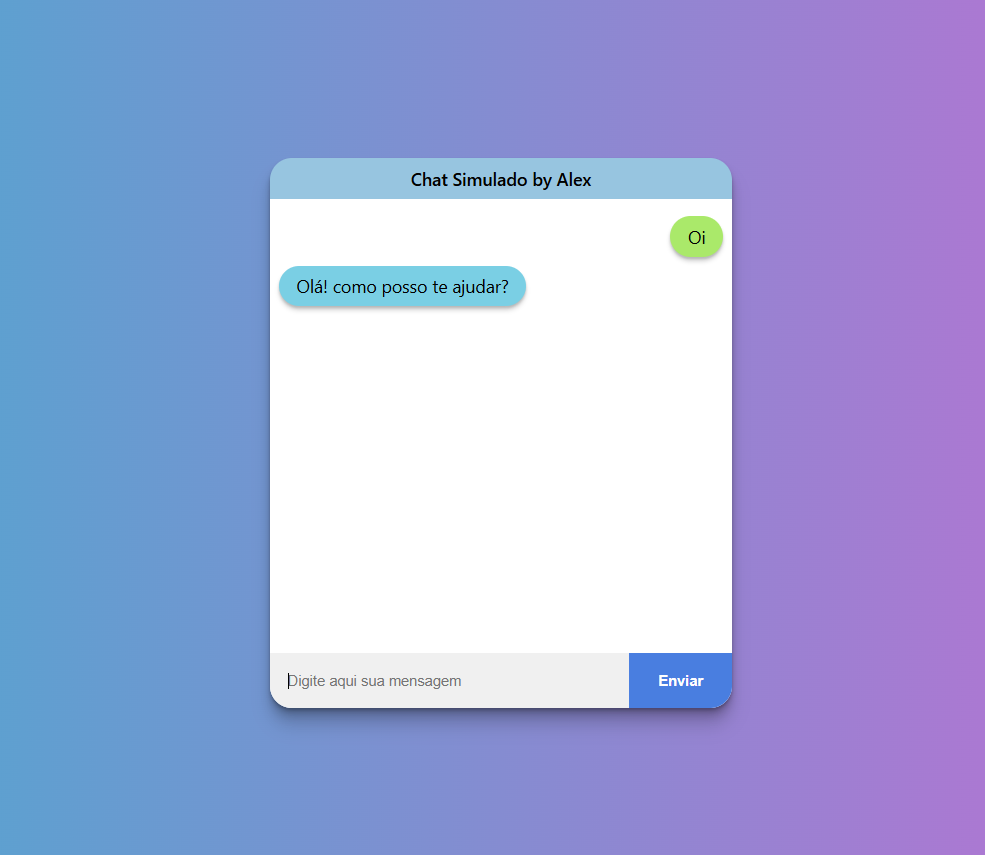 Chat Simulado by Alex
Oi
Olá! como posso te ajudar?
Digite aqui sua mensagem
Enviar